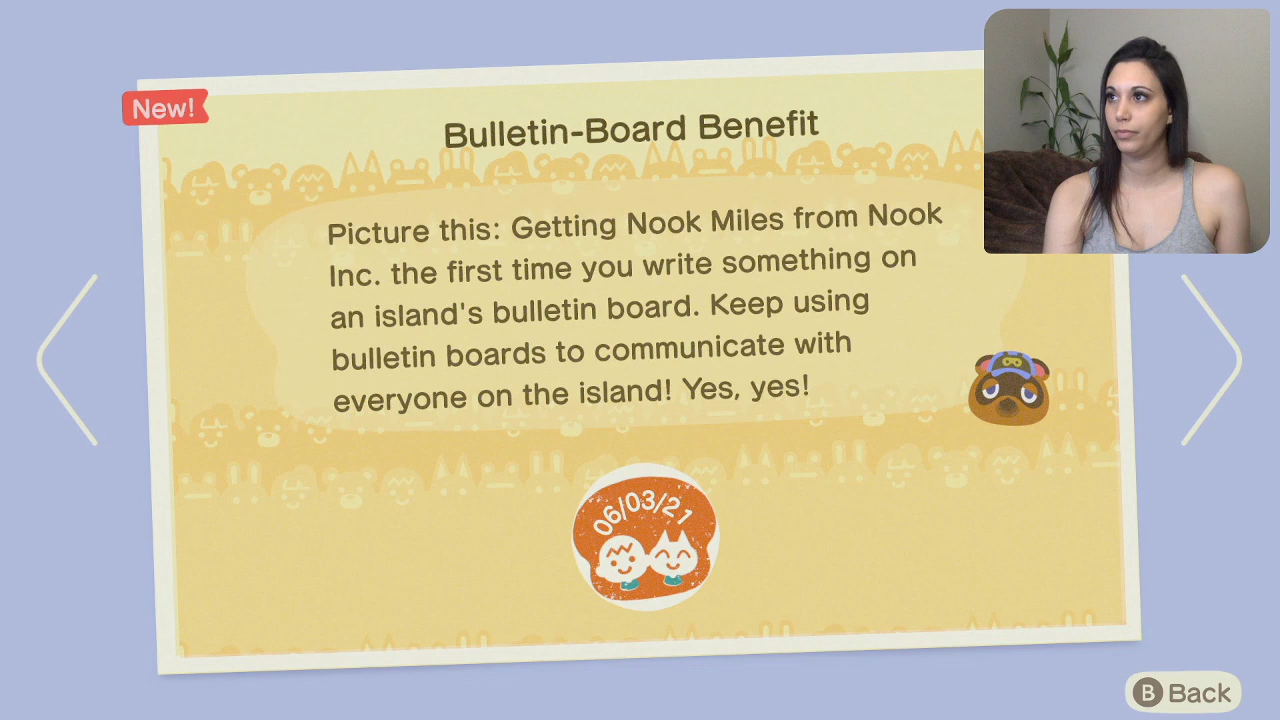 New!
Bulletin-Board Benefit
Picture this: Getting Nook Miles from Nook
Inc. the first time you write something on
an island's bulletin board. Keep using
bulletin boards to communicate with
everyone on the island! Yes, yes!
06/03/21
B Back